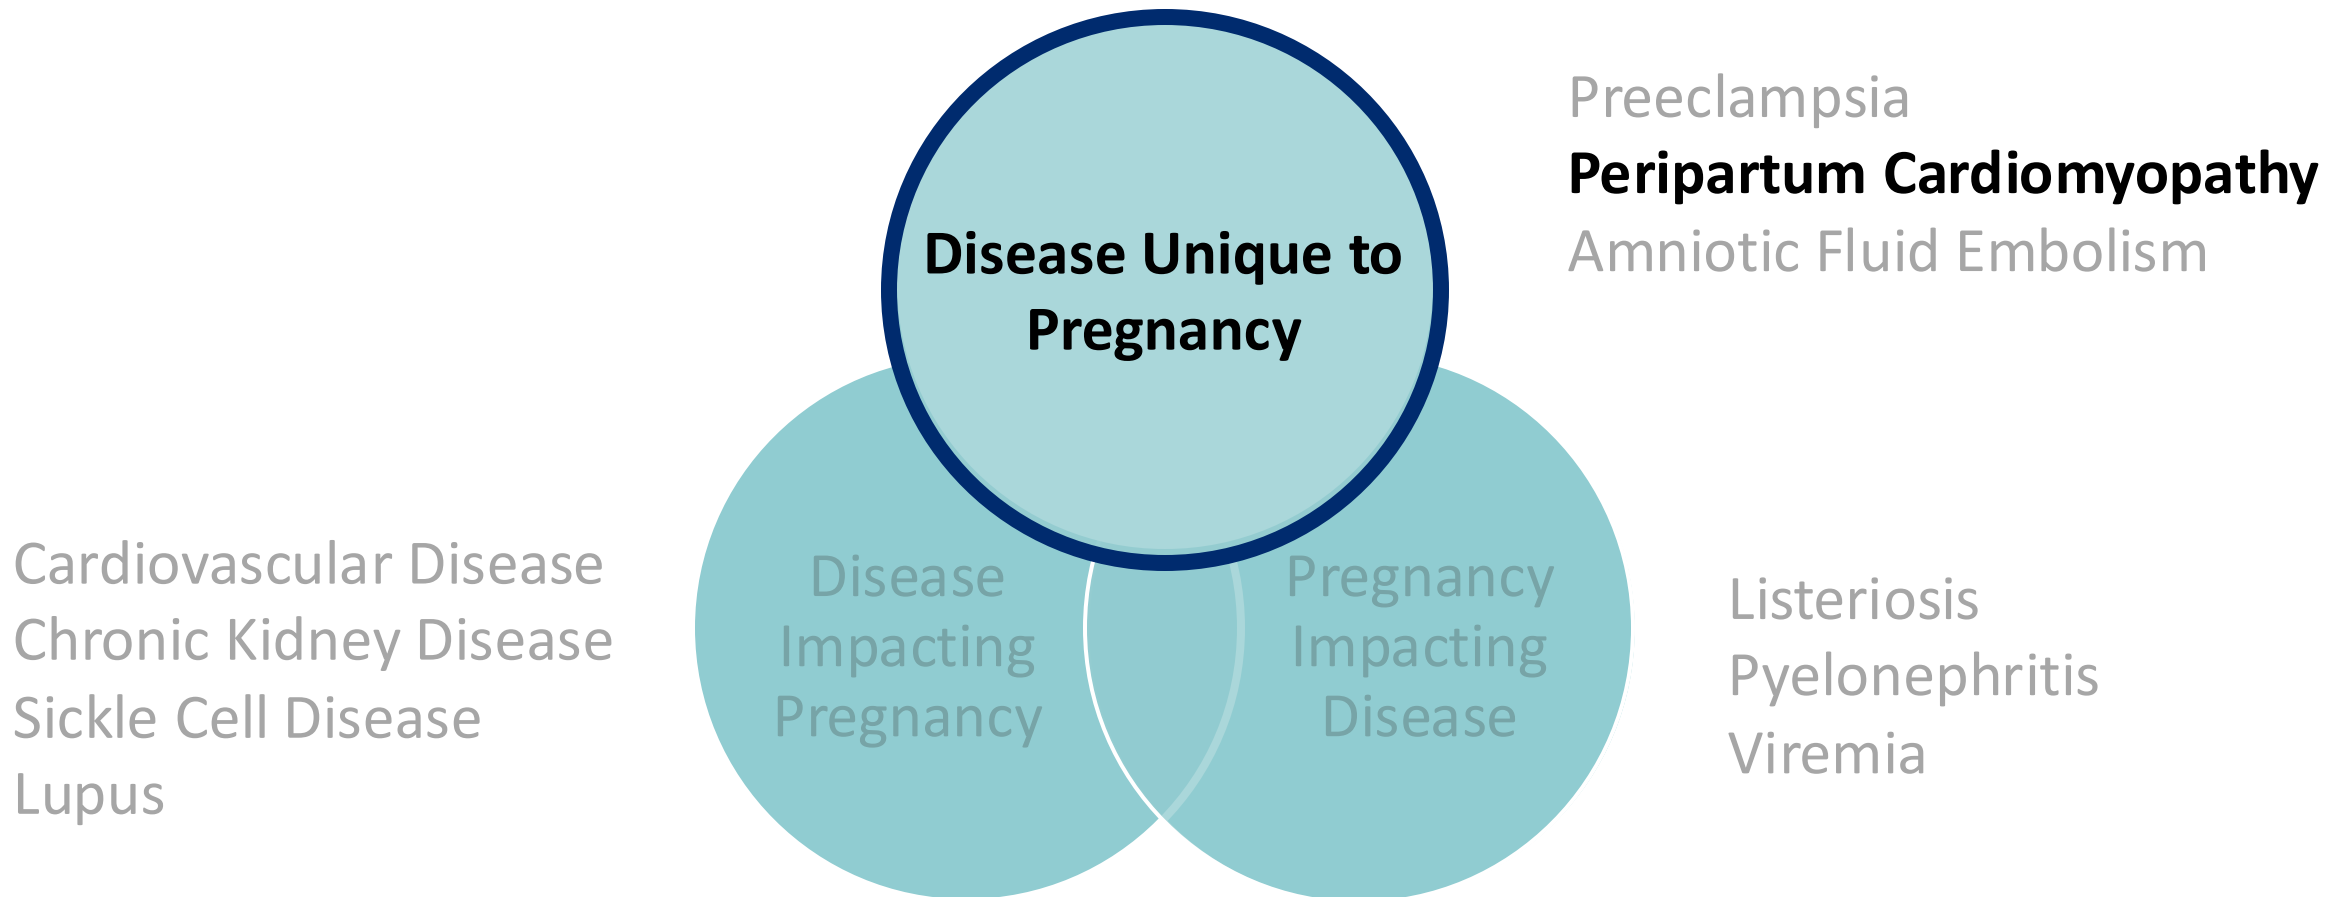 Preeclampsia
Peripartum Cardiomyopathy
Amniotic Fluid Embolism
Disease Unique to
Pregnancy
Cardiovascular Disease
Chronic Kidney Disease
Sickle Cell Disease
Lupus
Disease
Impacting
Pregnancy
Pregnancy
Impacting
Disease
Listeriosis
Pyelonephritis
Viremia